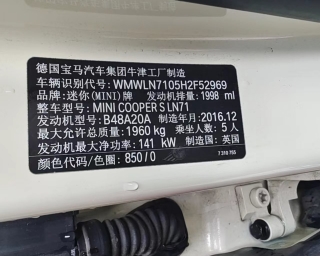 德国宝马汽车集团牛津工厂制造
车辆识别代号: WMWLN7105H2F52969
品牌: 迷你(MINI)牌 发动机排量: 1998 ml
整车型号: MINI COOPER S LN71
发动机型号: B48A20A 制造年月: 2016.12
最大允许总质量: 1960 kg 乘坐人数: 5 人
发动机最大净功率: 141 kW 制造国: 英国
颜色代码/色圈: 850 / 0
7 310 755